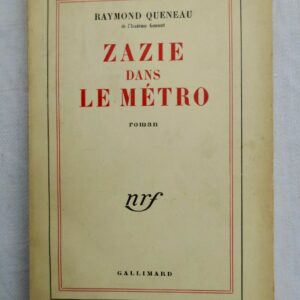 RAYMOND QUENEAU
de l'Académie Goncourt
ZAZIE
DANS
LE MÉTRO
roman
nrf
GALLIMARD